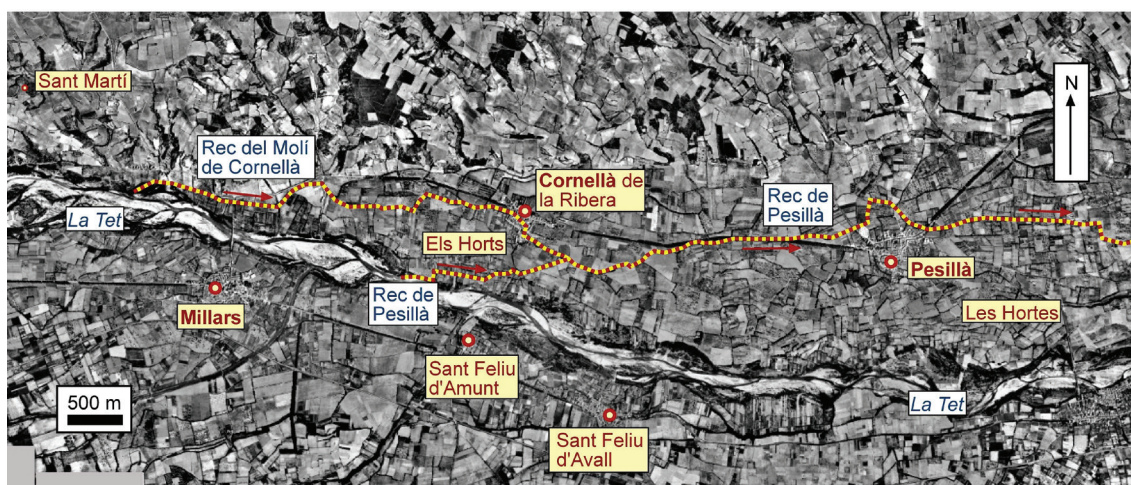 Sant Martí
Rec del Molí
de Cornellà
N
Cornellà de
la Ribera
Rec de
Pesillà
La Tet
Els Horts
Pesillà
Rec de
Pesillà
Millars
Les Hortes
Sant Feliu
d'Amunt
500 m
La Tet
Sant Feliu
d'Avall